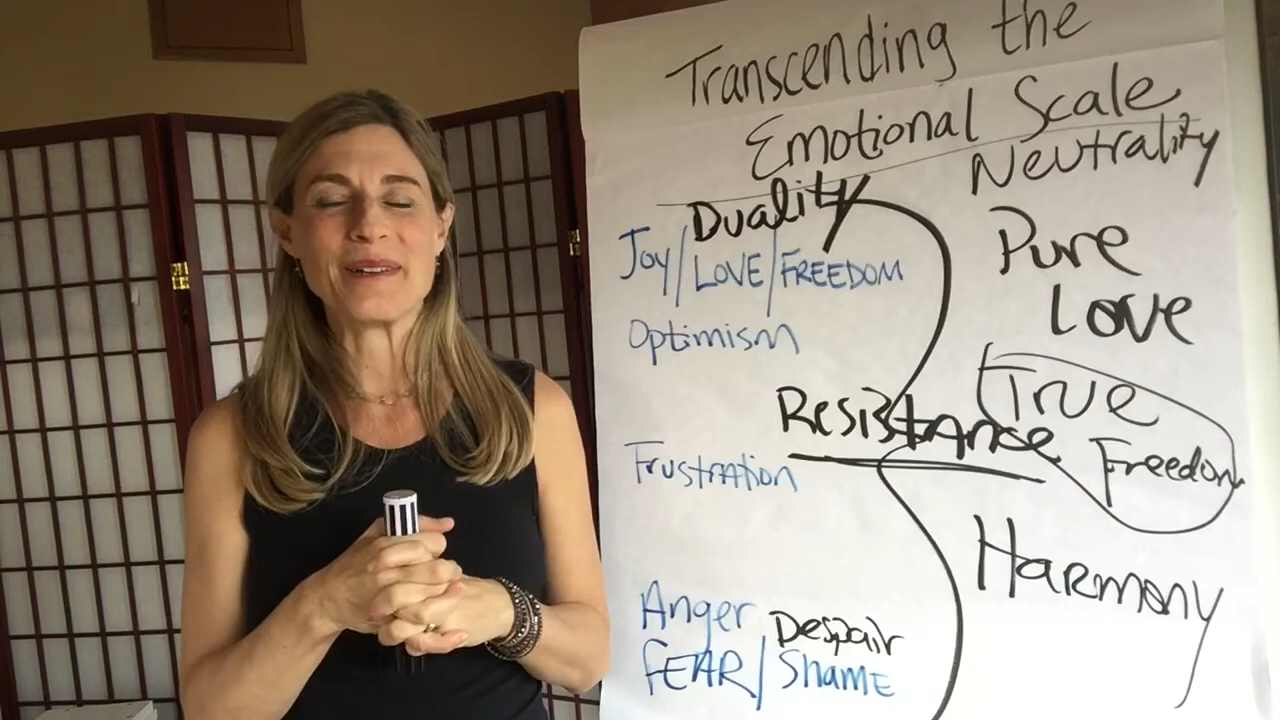 Transcending the
Emotional Scale
Duality
Joy/LOVE/FREEDOM
Optimism
Resistance
Frustration
Anger
Despair
FEAR/Shame
Neutrality
Pure
Love
True
Freedom
Harmony